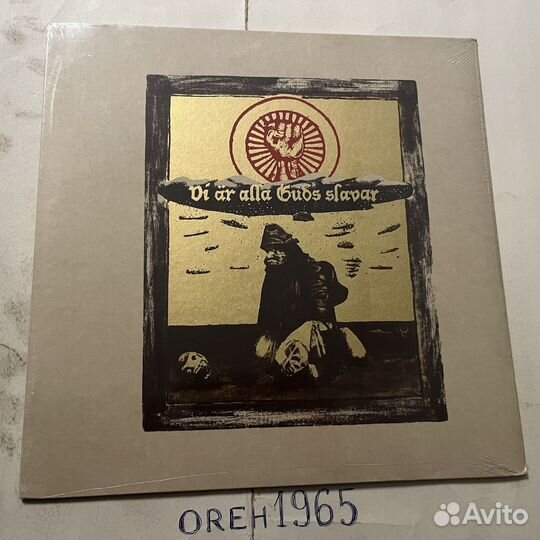 Vi är alla Guds slavar
OREH1965
Avito